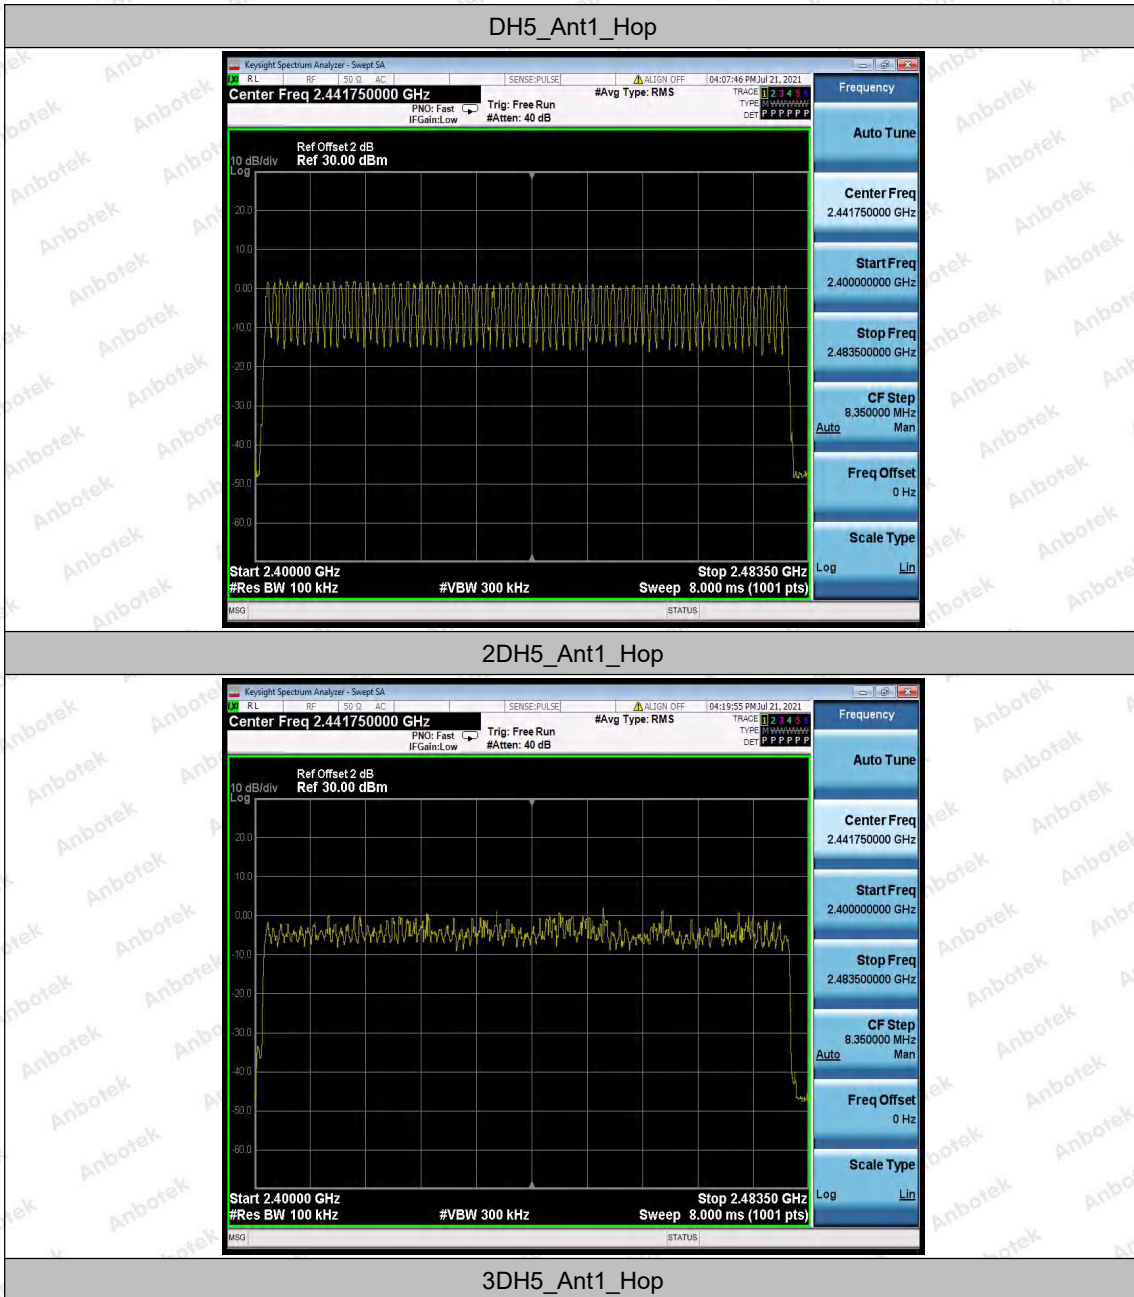 DH5_Ant1_Hop
Keysight Spectrum Analyzer - Swept SA
RL RF 50 Ω AC SENSE:PULSE ALIGN OFF 04:07:46 PM Jul 21, 2021
Center Freq 2.441750000 GHz
PNO: Fast
IFGain:Low
Trig: Free Run
#Atten: 40 dB
#Avg Type: RMS
TRACE 1 2 3 4 5 6
TYPE M WWWWW
DET P P P P P P
Ref Offset 2 dB
10 dB/div Ref 30.00 dBm
Log
20.0
10.0
0.00
-10.0
-20.0
-30.0
-40.0
-50.0
-60.0
Start 2.40000 GHz Stop 2.48350 GHz
#Res BW 100 kHz #VBW 300 kHz Sweep 8.000 ms (1001 pts)
MSG STATUS
Frequency
Auto Tune
Center Freq
2.441750000 GHz
Start Freq
2.400000000 GHz
Stop Freq
2.483500000 GHz
CF Step
8.350000 MHz
Auto Man
Freq Offset
0 Hz
Scale Type
Log Lin
2DH5_Ant1_Hop
Keysight Spectrum Analyzer - Swept SA
RL RF 50 Ω AC SENSE:PULSE ALIGN OFF 04:19:55 PM Jul 21, 2021
Center Freq 2.441750000 GHz
PNO: Fast
IFGain:Low
Trig: Free Run
#Atten: 40 dB
#Avg Type: RMS
TRACE 1 2 3 4 5 6
TYPE M WWWWW
DET P P P P P P
Ref Offset 2 dB
10 dB/div Ref 30.00 dBm
Log
20.0
10.0
0.00
-10.0
-20.0
-30.0
-40.0
-50.0
-60.0
Start 2.40000 GHz Stop 2.48350 GHz
#Res BW 100 kHz #VBW 300 kHz Sweep 8.000 ms (1001 pts)
MSG STATUS
Frequency
Auto Tune
Center Freq
2.441750000 GHz
Start Freq
2.400000000 GHz
Stop Freq
2.483500000 GHz
CF Step
8.350000 MHz
Auto Man
Freq Offset
0 Hz
Scale Type
Log Lin
3DH5_Ant1_Hop
Anbotek